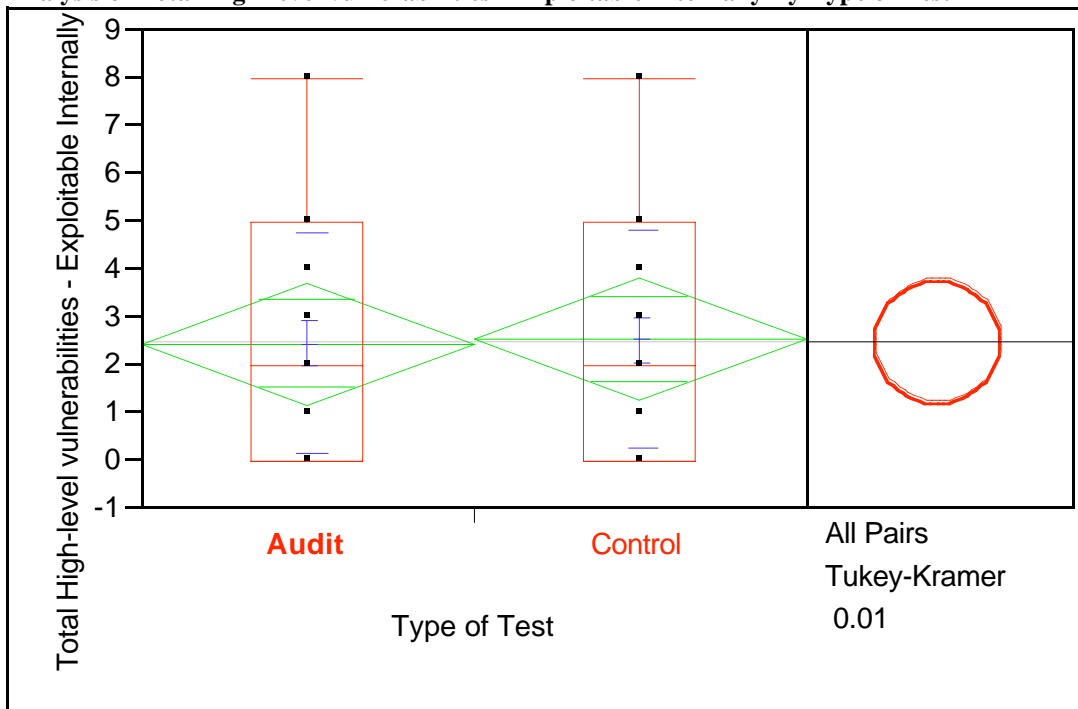 Total High-level vulnerabilities - Exploitable Internally
9
8
7
6
5
4
3
2
1
0
-1
Audit
Control
Type of Test
All Pairs
Tukey-Kramer
0.01